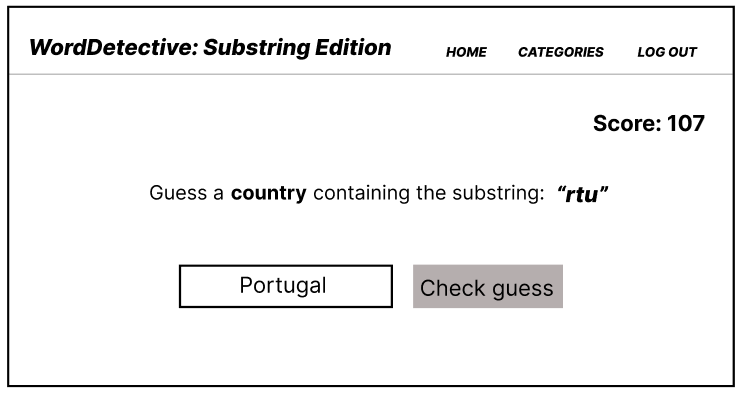 WordDetective: Substring Edition HOME CATEGORIES LOG OUT
Score: 107
Guess a country containing the substring: “rtu”
Portugal Check guess